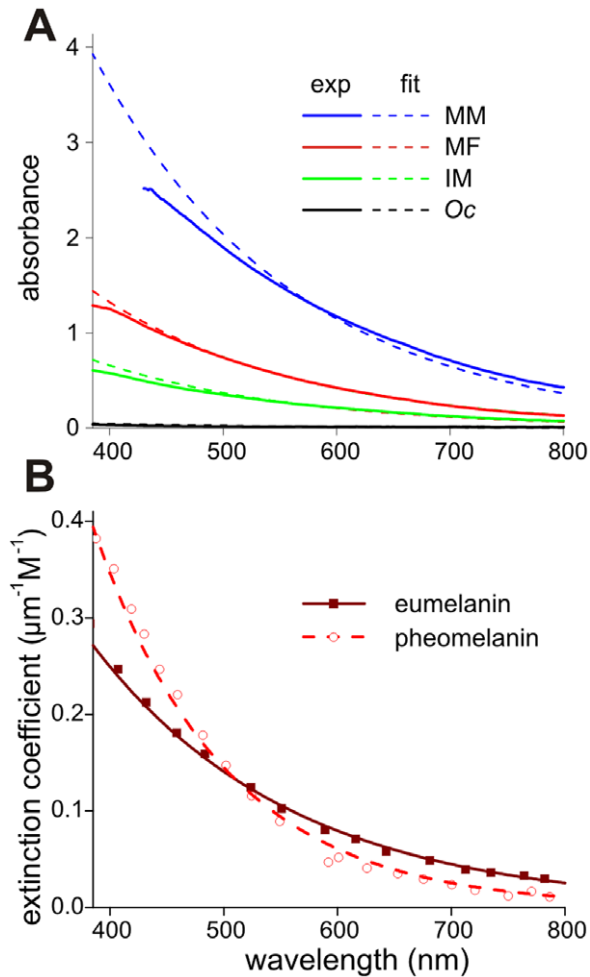 A
4
3
2
1
0
absorbance
exp fit
MM
MF
IM
Oc
400 500 600 700 800
B
0.4
0.3
0.2
0.1
0.0
extinction coefficient (µm⁻¹M⁻¹)
eumelanin
pheomelanin
400 500 600 700 800
wavelength (nm)